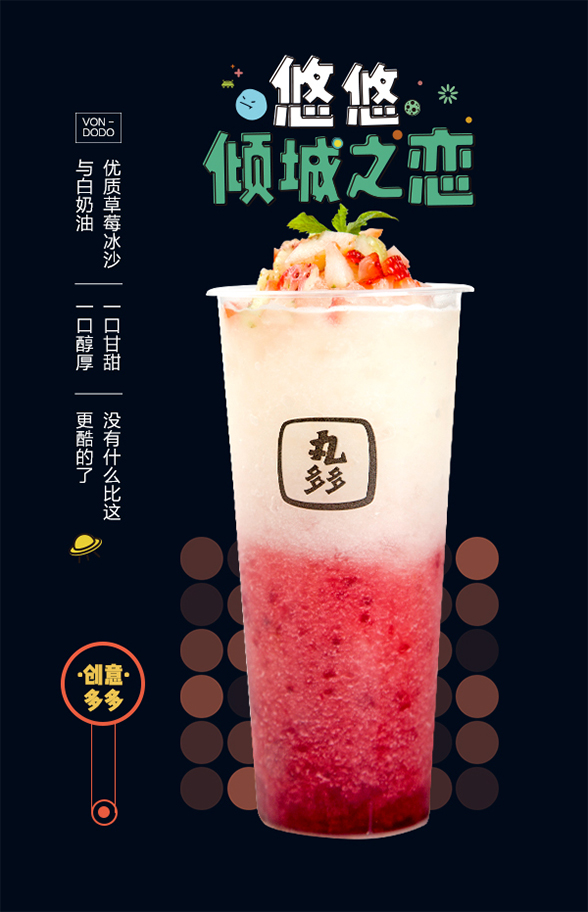 悠悠
倾城之恋
VON-
DODO
优质草莓冰沙
与白奶油
一口甘甜
一口醇厚
没有什么比这
更酷的了
丸
多多
·创意·
多多